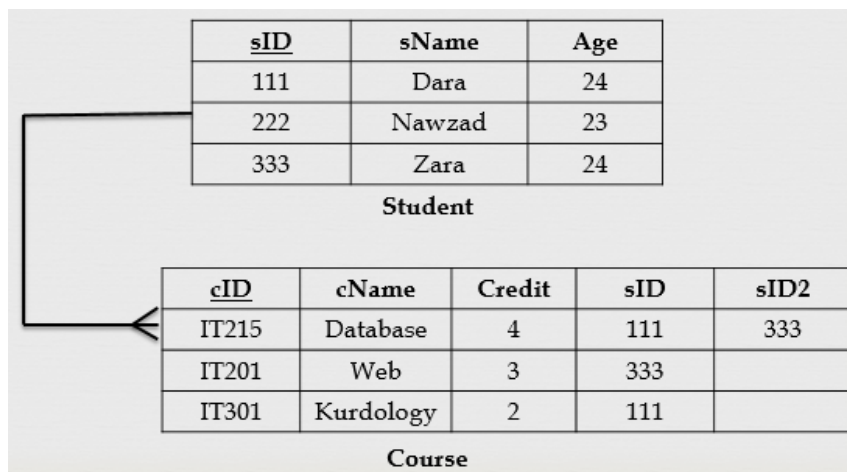 sID sName Age
111 Dara 24
222 Nawzad 23
333 Zara 24
Student
cID cName Credit sID sID2
IT215 Database 4 111 333
IT201 Web 3 333
IT301 Kurdology 2 111
Course